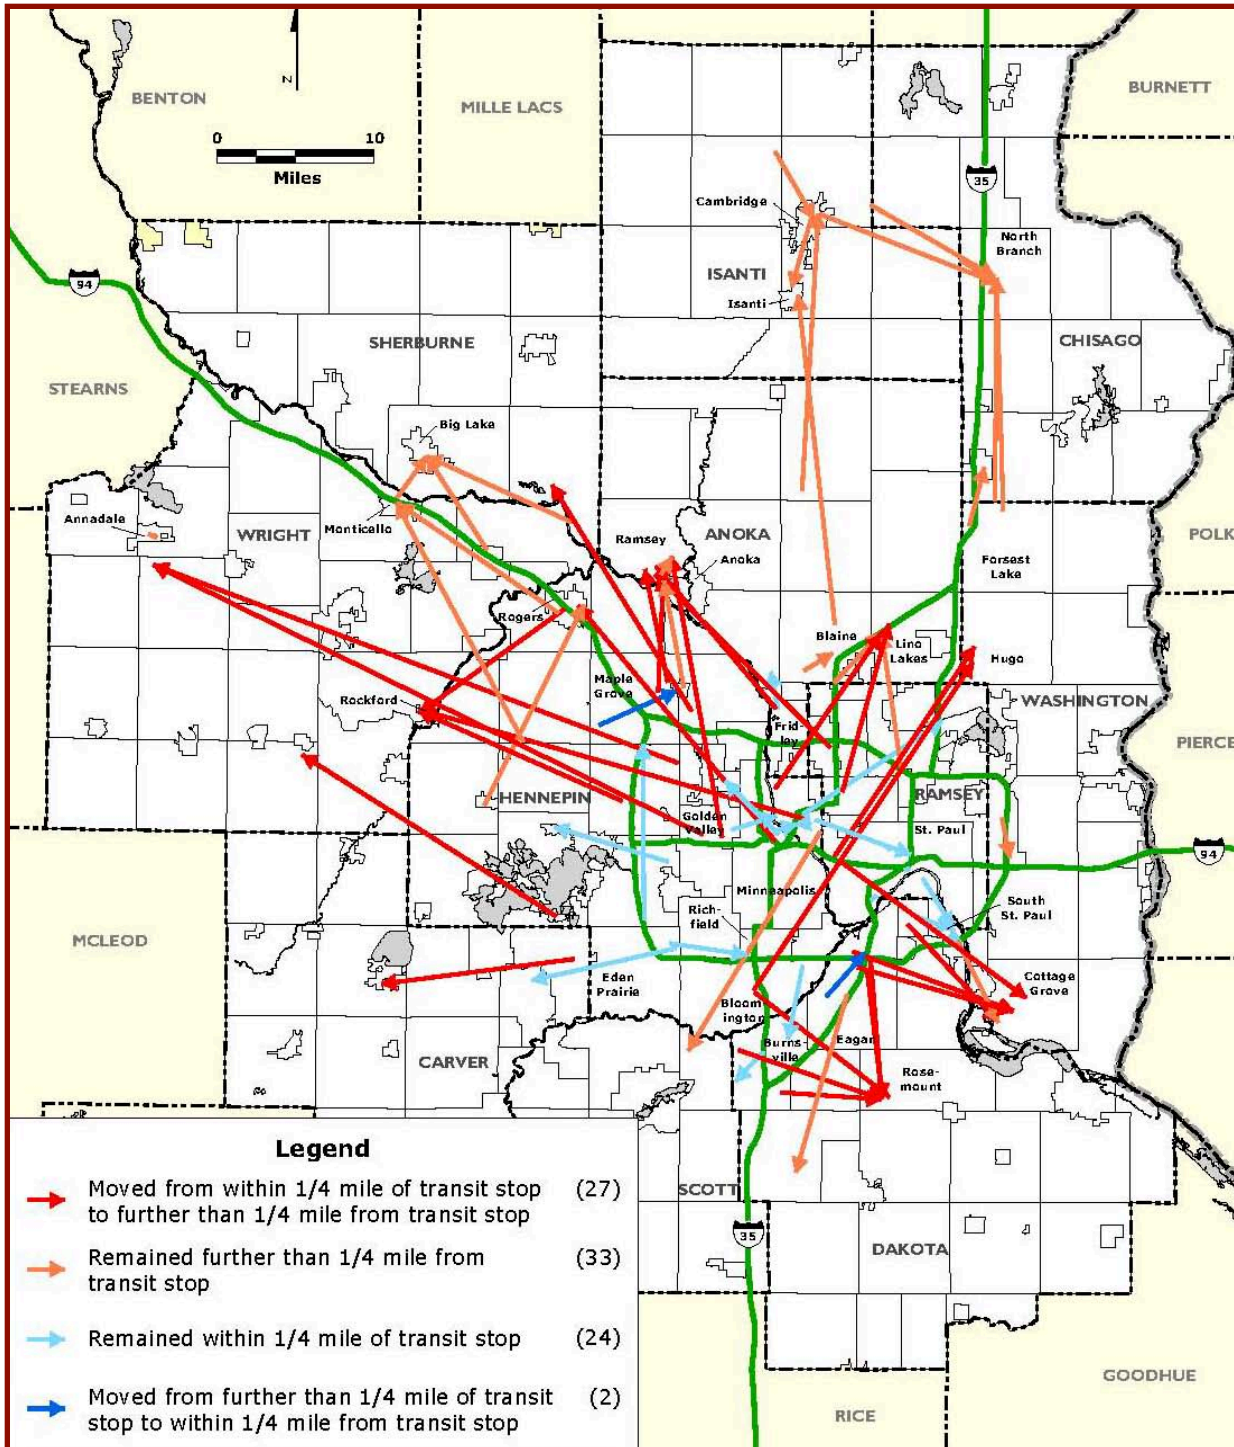 BENTON
MILLE LACS
BURNETT
N
0 10
Miles
35
Cambridge
North
Branch
ISANTI
Isanti
94
SHERBURNE
CHISAGO
STEARNS
Big Lake
Annadale
WRIGHT
Monticello
Ramsey
ANOKA
POLK
Anoka
Forsest
Lake
Rogers
Blaine
Lino
Lakes
Hugo
Maple
Grove
Rockford
WASHINGTON
Frid-
ley
PIERCE
HENNEPIN
RAMSEY
Golden
Valley
St. Paul
94
Minneapolis
South
St. Paul
Rich-
field
MCLEOD
Eden
Prairie
Cottage
Grove
Bloom
ington
Burns-
ville
Eagan
CARVER
Rose-
mount
Legend
Moved from within 1/4 mile of transit stop (27)
to further than 1/4 mile from transit stop
Remained further than 1/4 mile from (33)
transit stop
Remained within 1/4 mile of transit stop (24)
Moved from further than 1/4 mile of transit (2)
stop to within 1/4 mile from transit stop
SCOTT
35
DAKOTA
GOODHUE
RICE